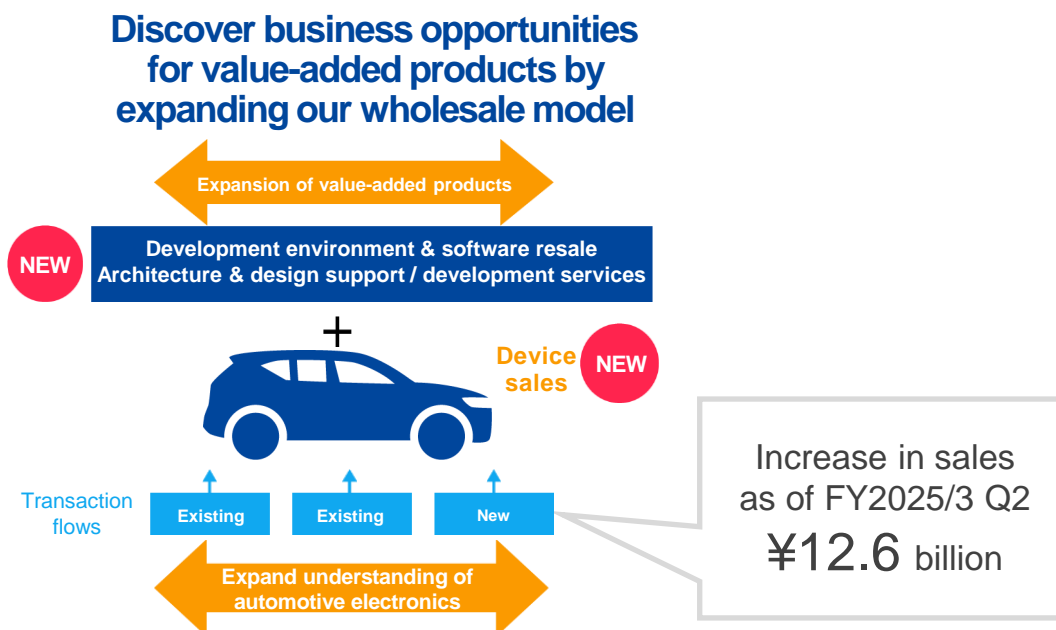 Discover business opportunities
for value-added products by
expanding our wholesale model
Expansion of value-added products
NEW
Development environment & software resale
Architecture & design support / development services
+
Device
sales
NEW
Transaction
flows
Existing
Existing
New
Increase in sales
as of FY2025/3 Q2
¥12.6 billion
Expand understanding of
automotive electronics